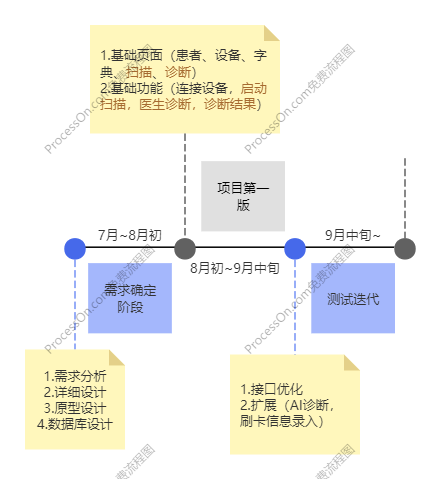 1.基础页面（患者、设备、字
典、扫描、诊断）
2.基础功能（连接设备，启动
扫描，医生诊断，诊断结果）
项目第一
版
7月~8月初
9月中旬~
8月初~9月中旬
需求确定
阶段
测试迭代
1.需求分析
2.详细设计
3.原型设计
4.数据库设计
1.接口优化
2.扩展（AI诊断，
刷卡信息录入）
ProcessOn.com免费流程图
ProcessOn.com免费流程图
ProcessOn.com免费流程图
ProcessOn.com免费流程图
免费流程图
免费流程图